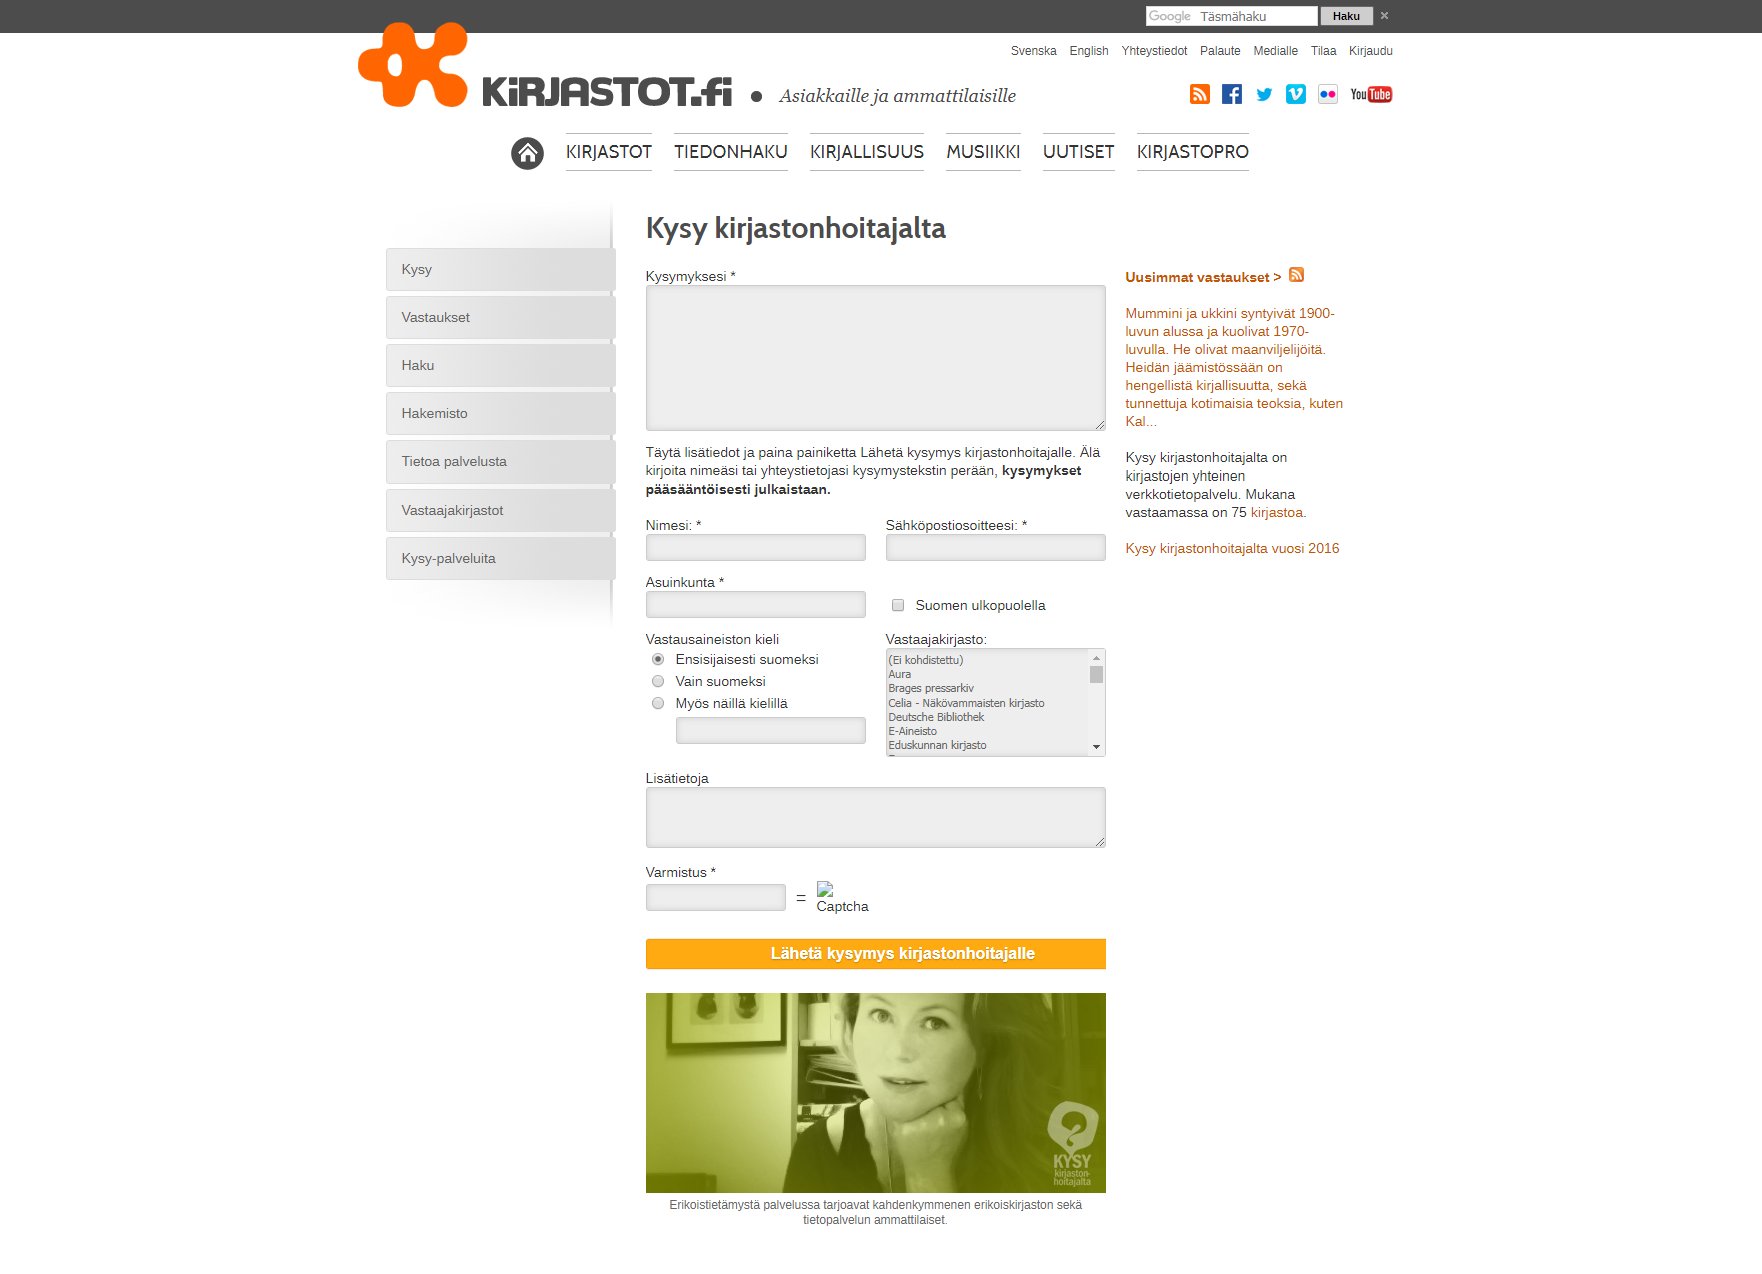 Google Täsmähaku Haku ×
Svenska English Yhteystiedot Palaute Medialle Tilaa Kirjaudu
KiRJASTOT.fi • Asiakkaille ja ammattilaisille
You Tube
KIRJASTOT TIEDONHAKU KIRJALLISUUS MUSIIKKI UUTISET KIRJASTOPRO
Kysy
Vastaukset
Haku
Hakemisto
Tietoa palvelusta
Vastaajakirjastot
Kysy-palveluita
Kysy kirjastonhoitajalta
Kysymyksesi *
Täytä lisätiedot ja paina painiketta Lähetä kysymys kirjastonhoitajalle. Älä
kirjoita nimeäsi tai yhteystietojasi kysymystekstin perään, kysymykset
pääsääntöisesti julkaistaan.
Nimesi: * Sähköpostiosoitteesi: *
Asuinkunta *
Suomen ulkopuolella
Vastausaineiston kieli
Ensisijaisesti suomeksi
Vain suomeksi
Myös näillä kielillä
Vastaajakirjasto:
(Ei kohdistettu)
Aura
Brages pressarkiv
Celia - Näkövammaisten kirjasto
Deutsche Bibliothek
E-Aineisto
Eduskunnan kirjasto
Lisätietoja
Varmistus *
= Captcha
Lähetä kysymys kirjastonhoitajalle
KYSY
kirjaston-
hoitajalta
Erikoistietämystä palvelussa tarjoavat kahdenkymmenen erikoiskirjaston sekä
tietopalvelun ammattilaiset.
Uusimmat vastaukset >
Mummini ja ukkini syntyivät 1900-
luvun alussa ja kuolivat 1970-
luvulla. He olivat maanviljelijöitä.
Heidän jäämistössään on
hengellistä kirjallisuutta, sekä
tunnettuja kotimaisia teoksia, kuten
Kal...
Kysy kirjastonhoitajalta on
kirjastojen yhteinen
verkkotietopalvelu. Mukana
vastaamassa on 75 kirjastoa.
Kysy kirjastonhoitajalta vuosi 2016